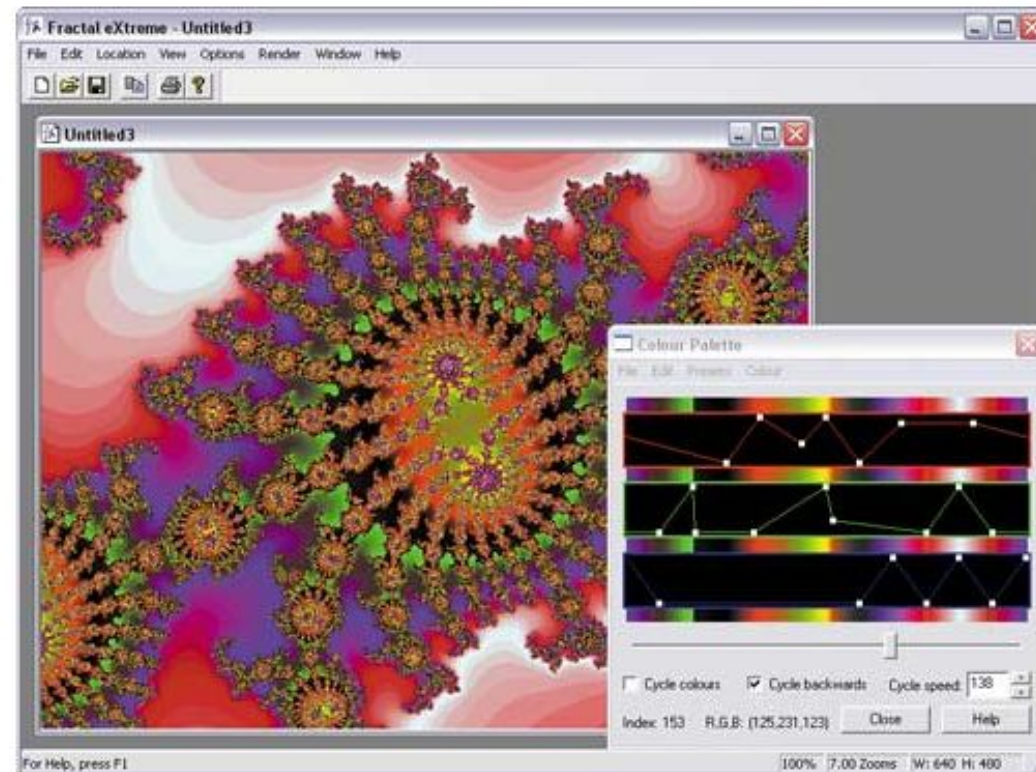 Fractal eXtreme - Untitled3
File Edit Location View Options Render Window Help
Untitled3
Colour Palette
File Edit Presets Colour
Cycle colours Cycle backwards Cycle speed: 138
Index: 153 R,G,B: (125,231,123) Close Help
For Help, press F1 100% 7.00 Zooms W: 640 H: 480